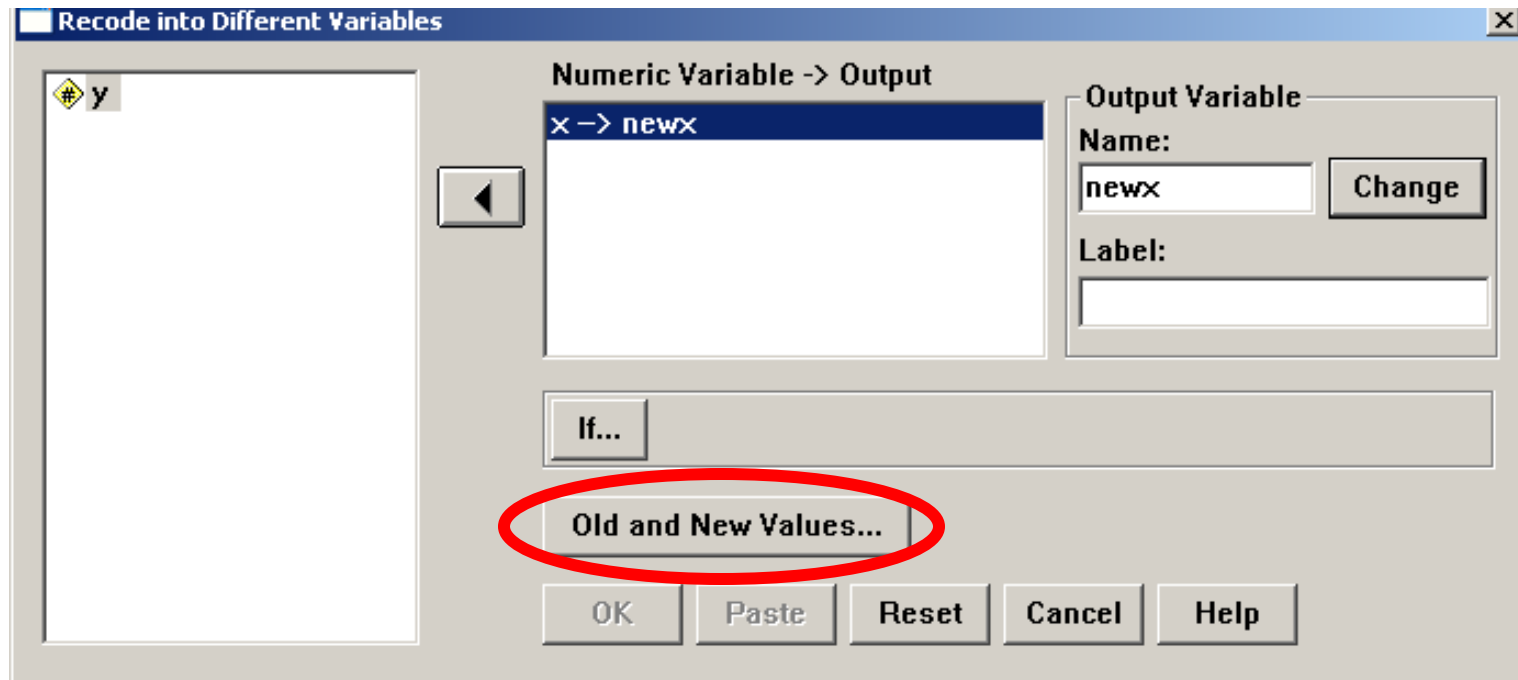 Recode into Different Variables
# y
Numeric Variable -> Output
x --> newx
Output Variable
Name:
newx
Change
Label:
If...
Old and New Values...
OK
Paste
Reset
Cancel
Help